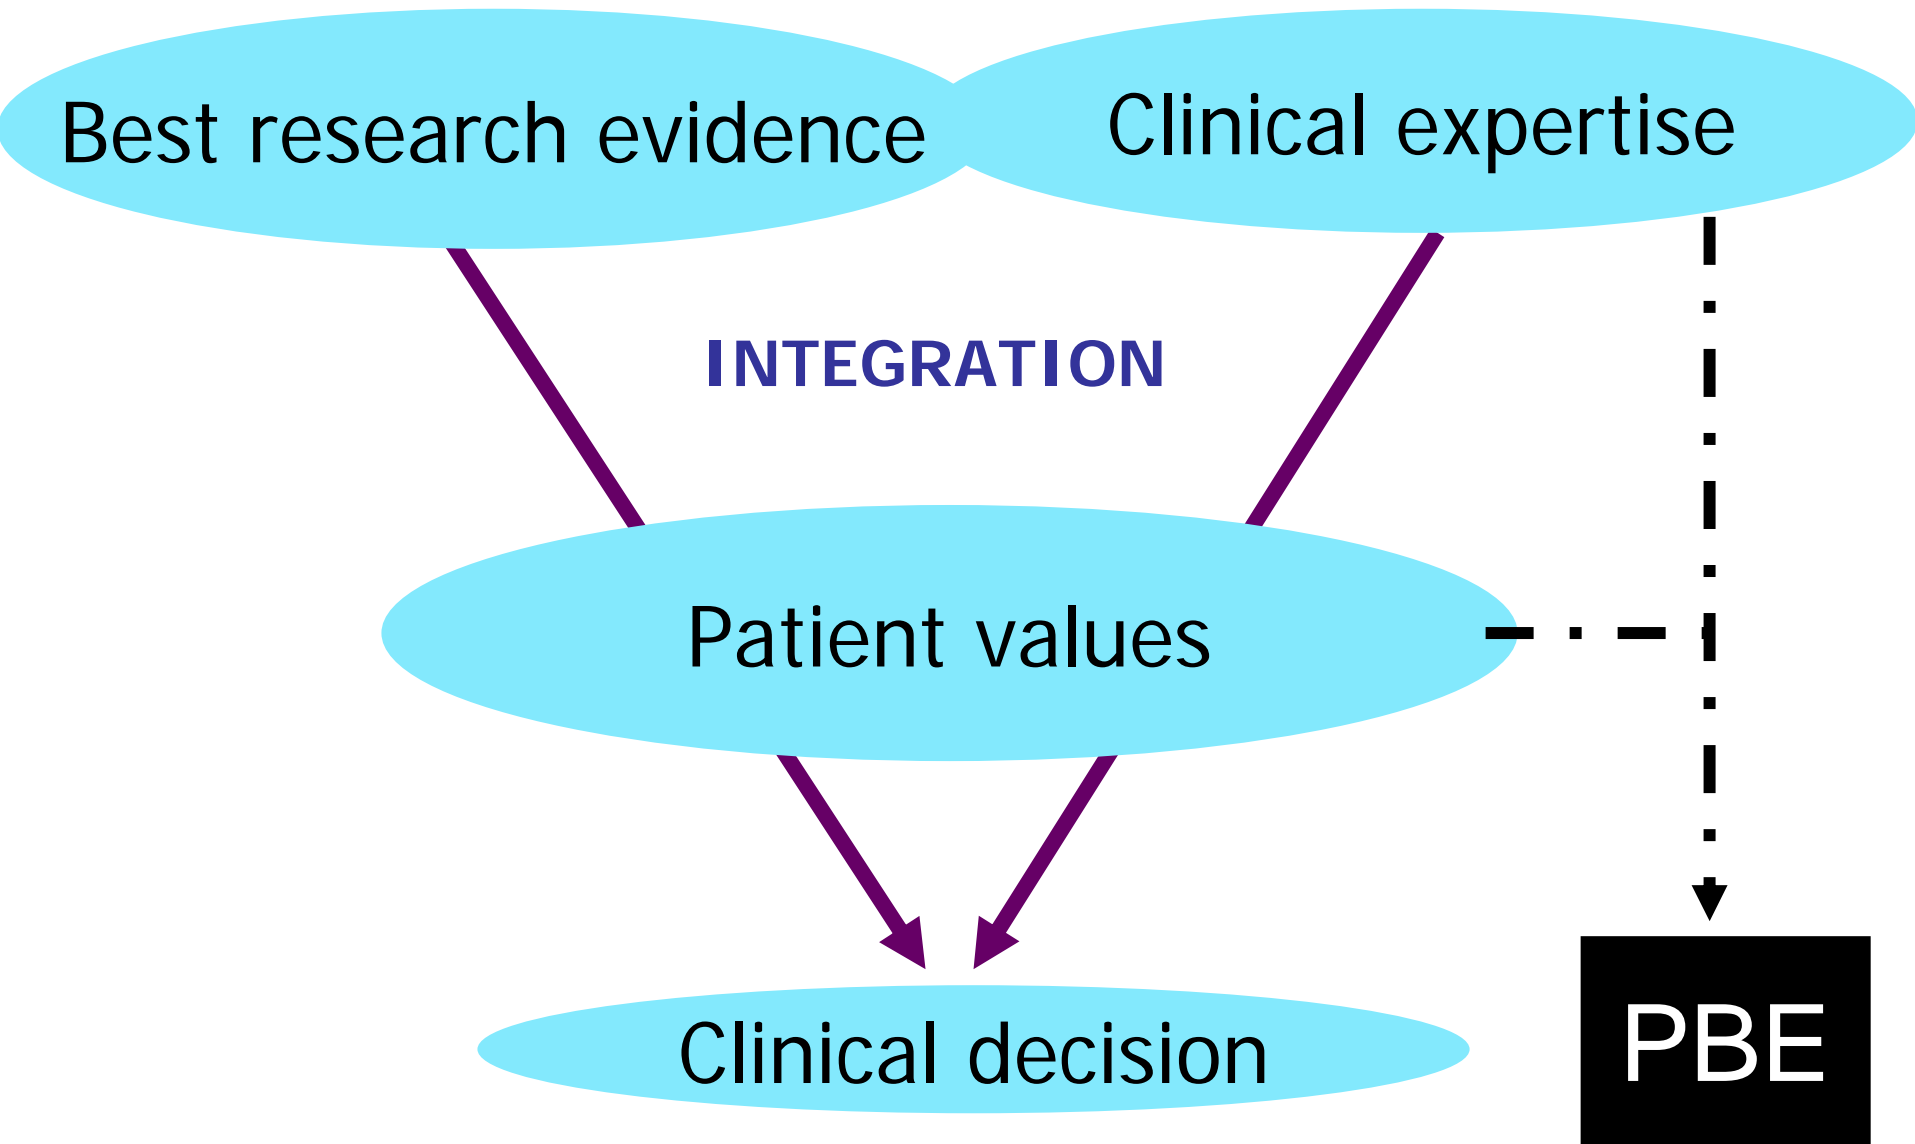 Best research evidence
Clinical expertise
INTEGRATION
Patient values
Clinical decision
PBE